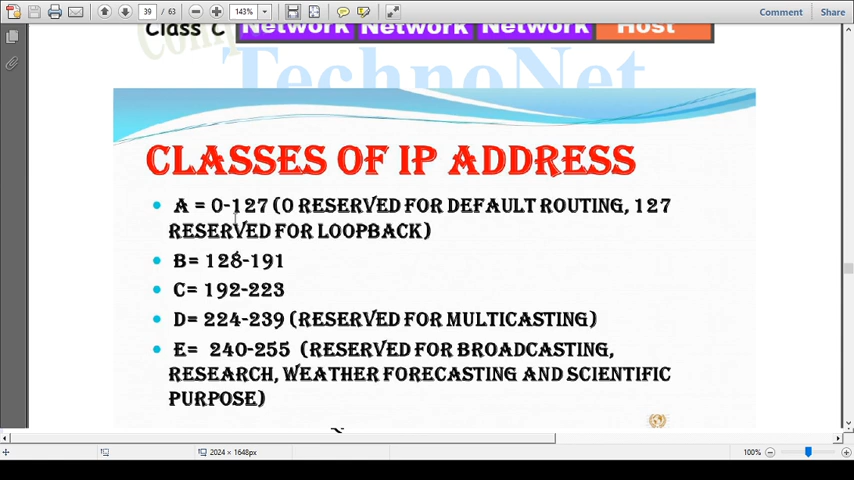 39 / 63
143%
Comment
Share
Class C Network Network Network Host
TechnoNet
CLASSES OF IP ADDRESS
A = 0-127 (0 RESERVED FOR DEFAULT ROUTING, 127
RESERVED FOR LOOPBACK)
B= 128-191
C= 192-223
D= 224-239 (RESERVED FOR MULTICASTING)
E= 240-255 (RESERVED FOR BROADCASTING,
RESEARCH, WEATHER FORECASTING AND SCIENTIFIC
PURPOSE)
2024 × 1648px
100%